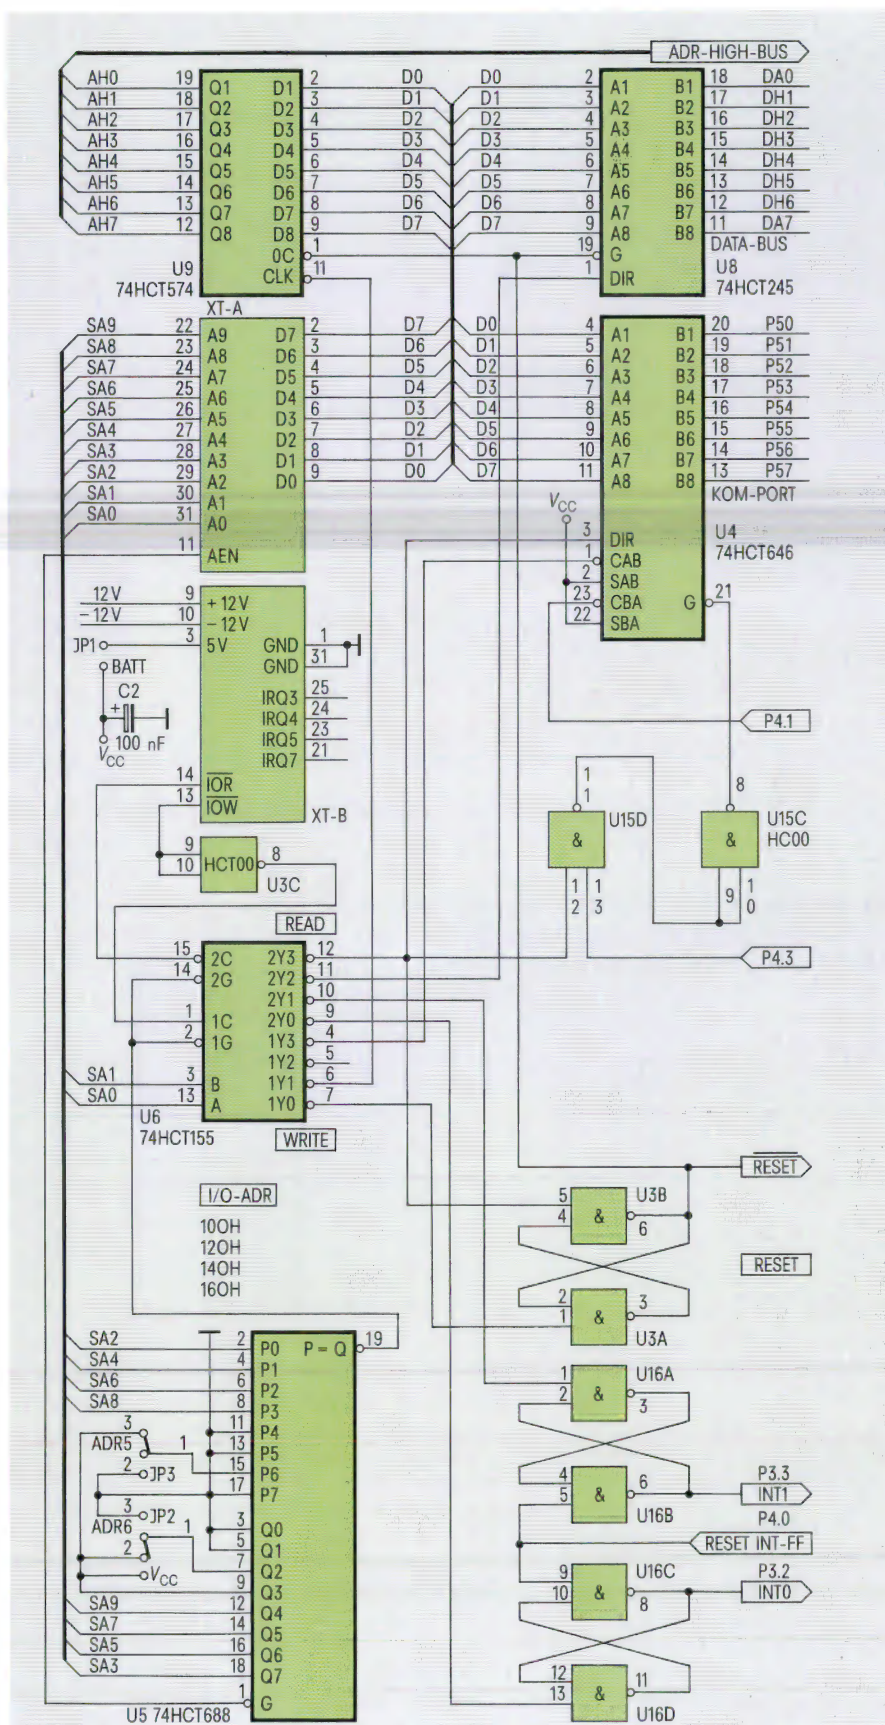 ADR-HIGH-BUS
AH0 19 Q1 D1 2 D0 D0 2 A1 B1 18 DA0
AH1 18 Q2 D2 3 D1 D1 3 A2 B2 17 DH1
AH2 17 Q3 D3 4 D2 D2 4 A3 B3 16 DH2
AH3 16 Q4 D4 5 D3 D3 5 A4 B4 15 DH3
AH4 15 Q5 D5 6 D4 D4 6 A5 B5 14 DH4
AH5 14 Q6 D6 7 D5 D5 7 A6 B6 13 DH5
AH6 13 Q7 D7 8 D6 D6 8 A7 B7 12 DH6
AH7 12 Q8 D8 9 D7 D7 9 A8 B8 11 DA7
0C 1 19 G DATA-BUS
U9 CLK 11 1 DIR U8
74HCT574 74HCT245
XT-A
SA9 22 A9 D7 2 D7 D0 4 A1 B1 20 P50
SA8 23 A8 D6 3 D6 D1 5 A2 B2 19 P51
SA7 24 A7 D5 4 D5 D2 6 A3 B3 18 P52
SA6 25 A6 D4 5 D4 D3 7 A4 B4 17 P53
SA5 26 A5 D3 6 D3 D4 8 A5 B5 16 P54
SA4 27 A4 D2 7 D2 D5 9 A6 B6 15 P55
SA3 28 A3 D1 8 D1 D6 10 A7 B7 14 P56
SA2 29 A2 D0 9 D0 D7 11 A8 B8 13 P57
SA1 30 A1 KOM-PORT
SA0 31 A0 VCC
11 AEN 3 DIR U4
1 CAB 74HCT646
2 SAB
23 CBA G 21
22 SBA
12V 9 +12V
-12V 10 -12V
JP1 3 5V GND 1
BATT GND 31
C2 IRQ3 25
+ IRQ4 24
100 nF IRQ5 23
VCC IRQ7 21
P4.1
14 IOR
13 IOW XT-B
1 1 8
& U15D & U15C
HC00
9 HCT00 8
10 U3C
1 2 1 3 9 1 0
READ
P4.3
15 2C 2Y3 12
14 2G 2Y2 11
2Y1 10
1 1C 2Y0 9
2 1G 1Y3 4
1Y2 5
SA1 3 B 1Y1 6
SA0 13 A 1Y0 7
U6
74HCT155 WRITE
RESET
I/O-ADR
100H
120H
140H
160H
5 & U3B
4 6
RESET
2 & 3
1 U3A
SA2 2 P0 P = Q 19
SA4 4 P1
SA6 6 P2
SA8 8 P3
11 P4
13 P5
15 P6
17 P7
3 ADR5 1
2 JP3
3 JP2
ADR6 1
2
VCC
3 Q0
5 Q1
7 Q2
9 Q3
SA9 12 Q4
SA7 14 Q5
SA5 16 Q6
SA3 18 Q7
1 G
U5 74HCT688
1 & U16A
2 3
4 & 6 P3.3
5 U16B INT1
P4.0
RESET INT-FF
9 & U16C P3.2
10 8 INT0
12 & 11
13 U16D